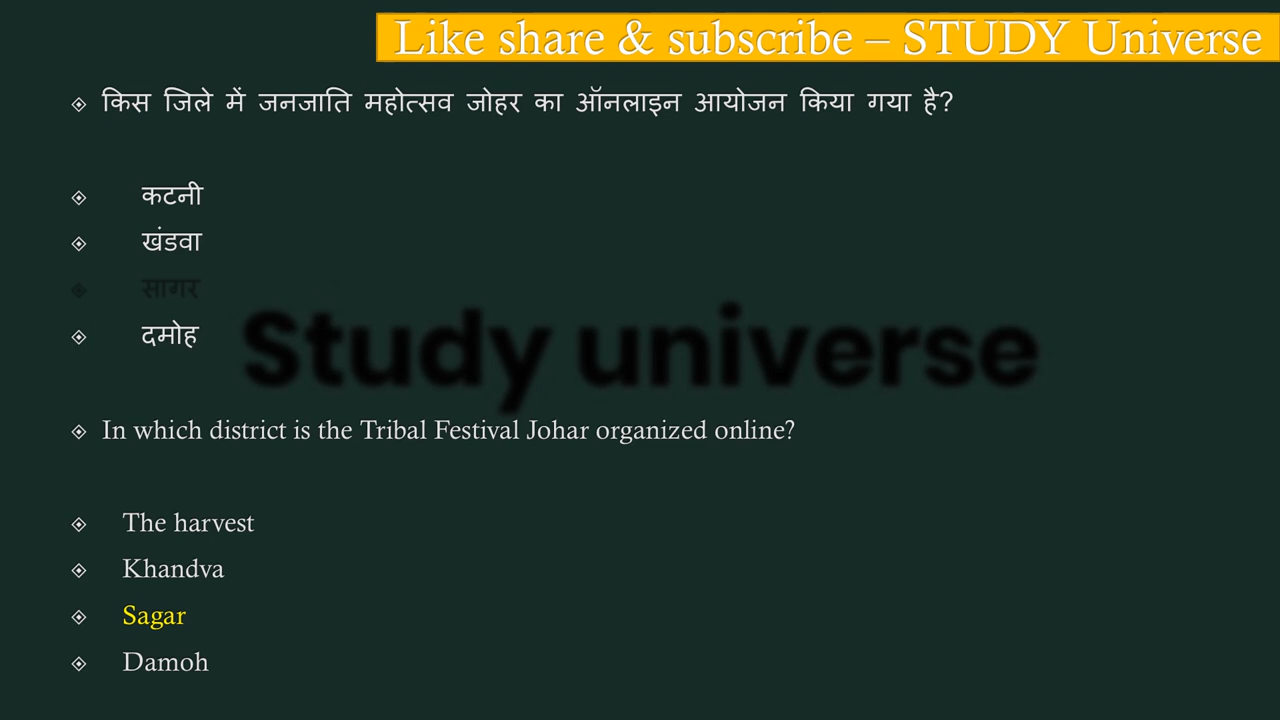 Like share & subscribe – STUDY Universe
किस जिले में जनजाति महोत्सव जोहर का ऑनलाइन आयोजन किया गया है?
कटनी
खंडवा
सागर
दमोह
Study universe
In which district is the Tribal Festival Johar organized online?
The harvest
Khandva
Sagar
Damoh